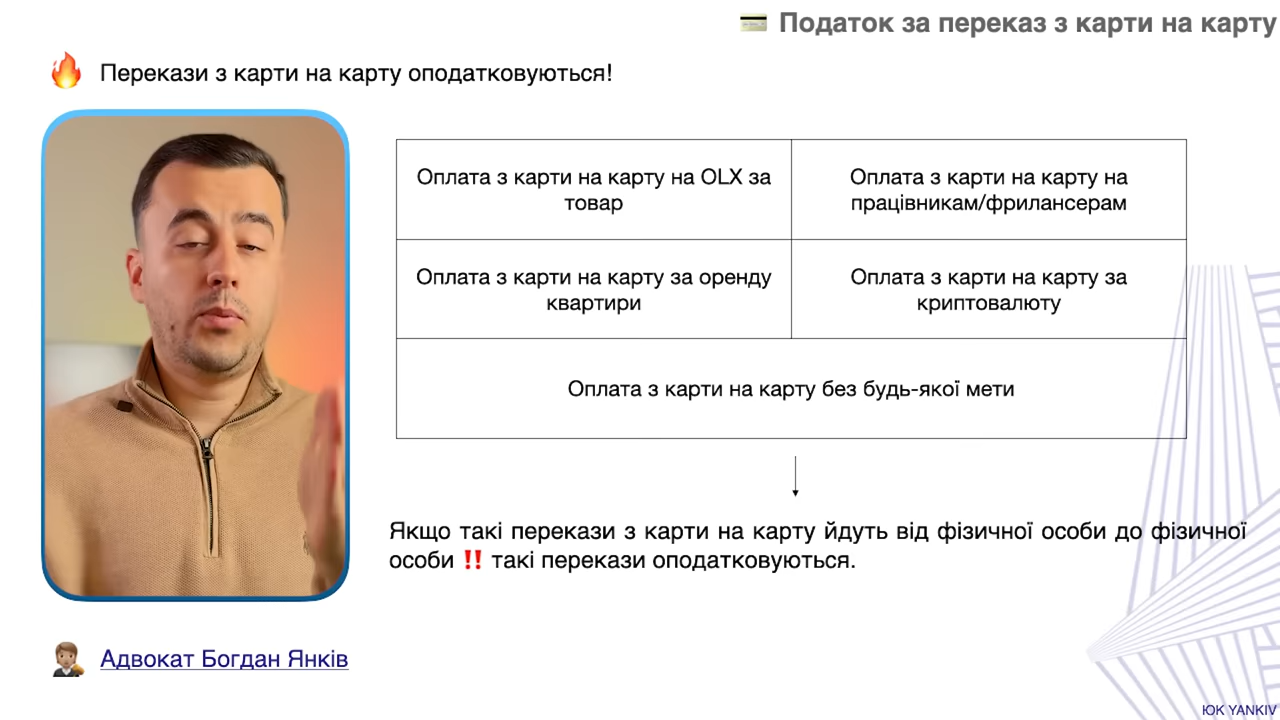 Податок за переказ з карти на карту
Перекази з карти на карту оподатковуються!
Оплата з карти на карту на OLX за
товар
Оплата з карти на карту на
працівникам/фрилансерам
Оплата з карти на карту за оренду
квартири
Оплата з карти на карту за
криптовалюту
Оплата з карти на карту без будь-якої мети
Якщо такі перекази з карти на карту йдуть від фізичної особи до фізичної
особи ‼️ такі перекази оподатковуються.
Адвокат Богдан Янків
ЮК YANKIV